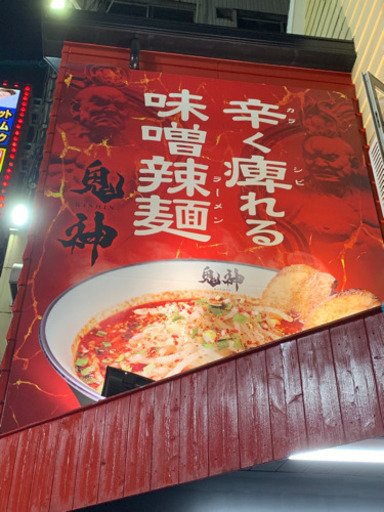 辛く痺れる
カラ シビ
味噌辣麺
ラーメン
鬼神
鬼神